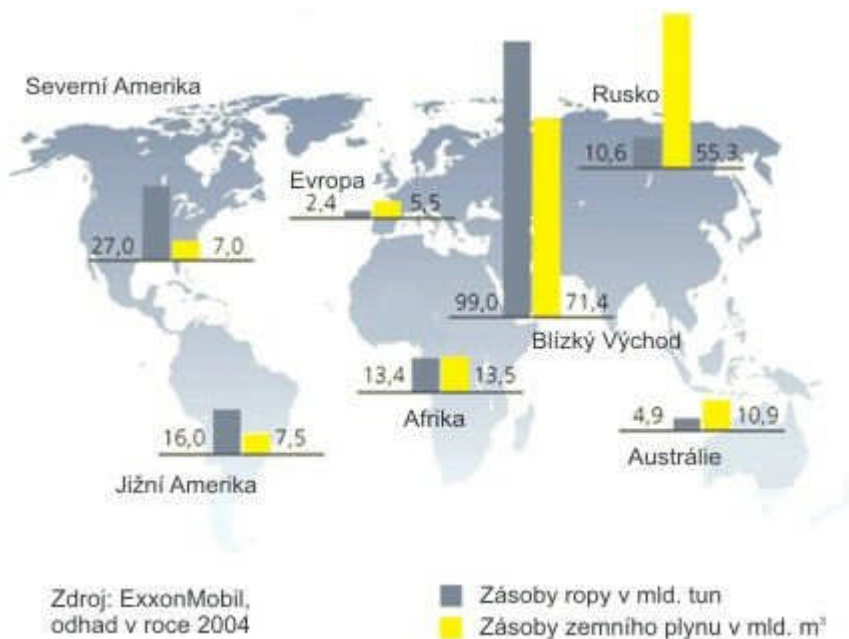 Severní Amerika
Rusko
10,6 55,3
Evropa
2,4 5,5
27,0 7,0
99,0 71,4
Blízký Východ
13,4 13,5
Afrika
4,9 10,9
16,0 7,5
Austrálie
Jižní Amerika
Zdroj: ExxonMobil,
odhad v roce 2004
Zásoby ropy v mld. tun
Zásoby zemního plynu v mld. m³